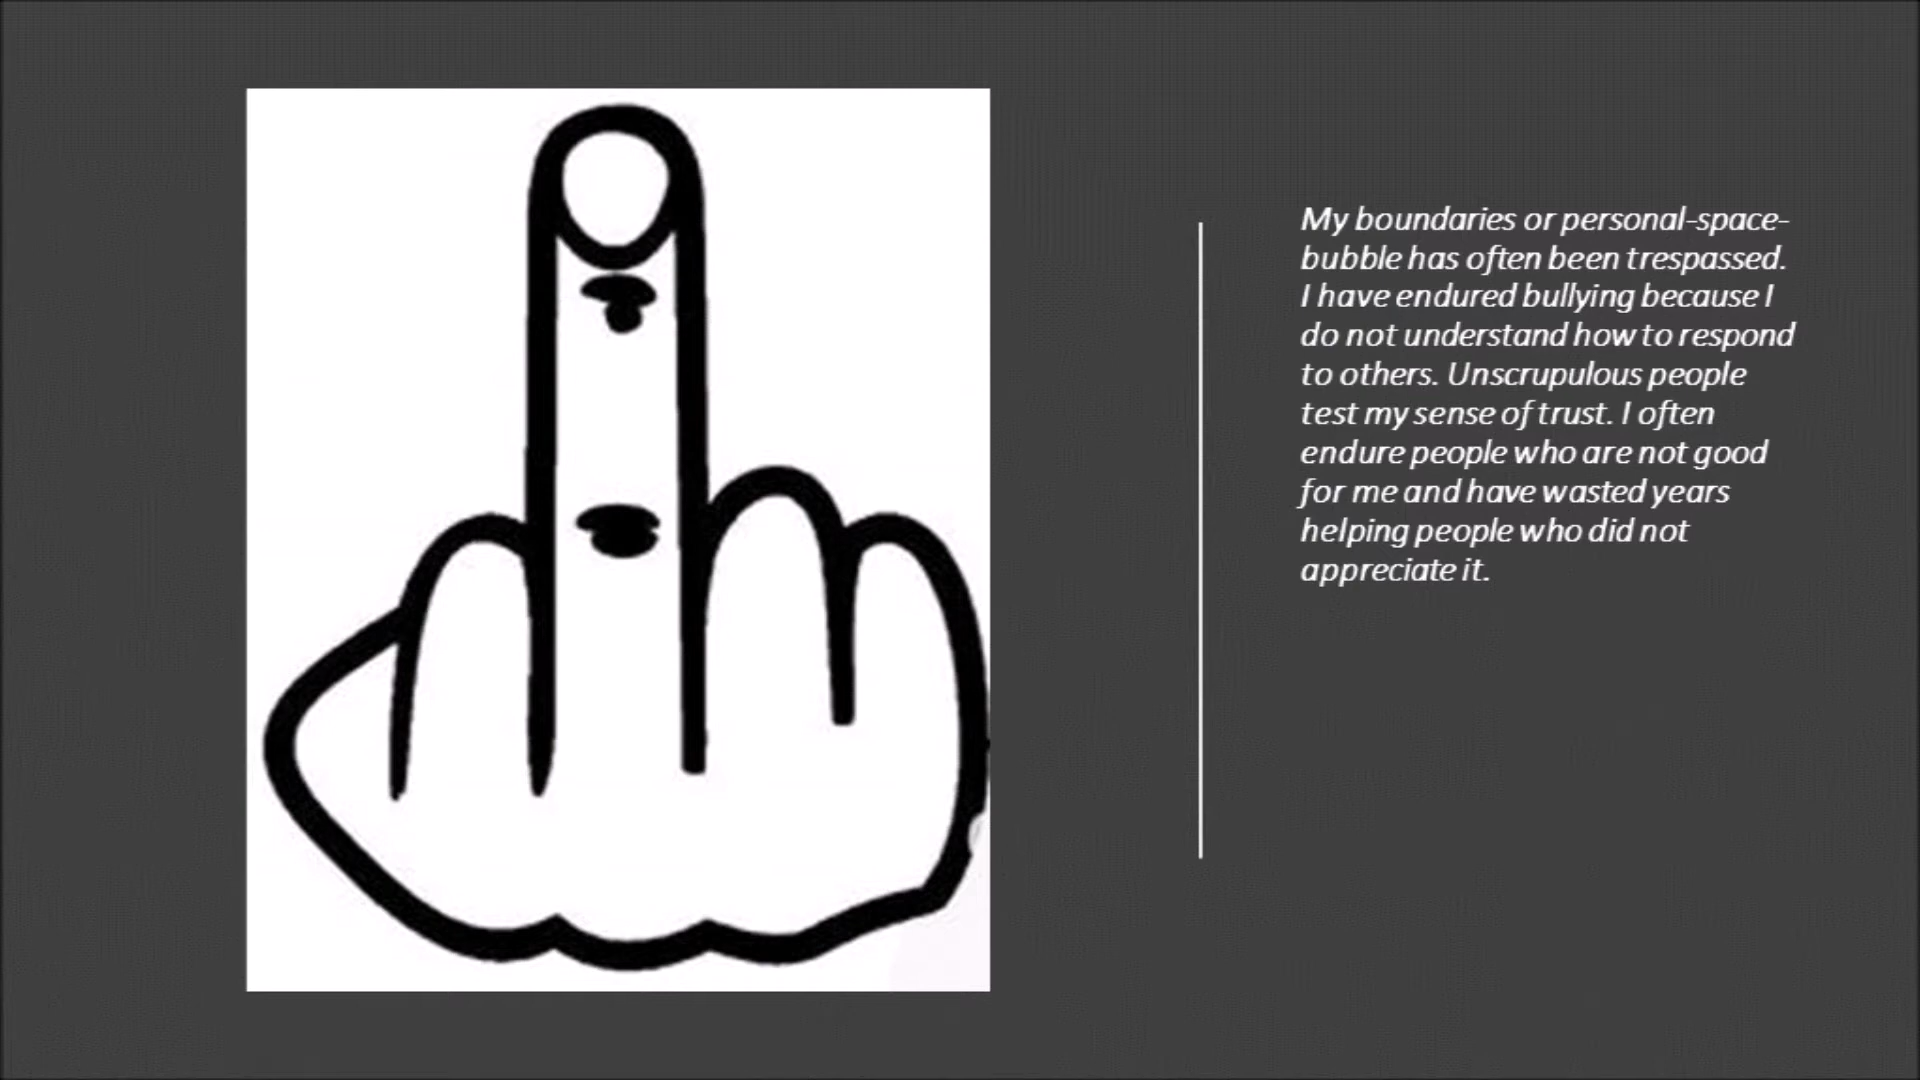 My boundaries or personal-space-
bubble has often been trespassed.
I have endured bullying because I
do not understand how to respond
to others. Unscrupulous people
test my sense of trust. I often
endure people who are not good
for me and have wasted years
helping people who did not
appreciate it.